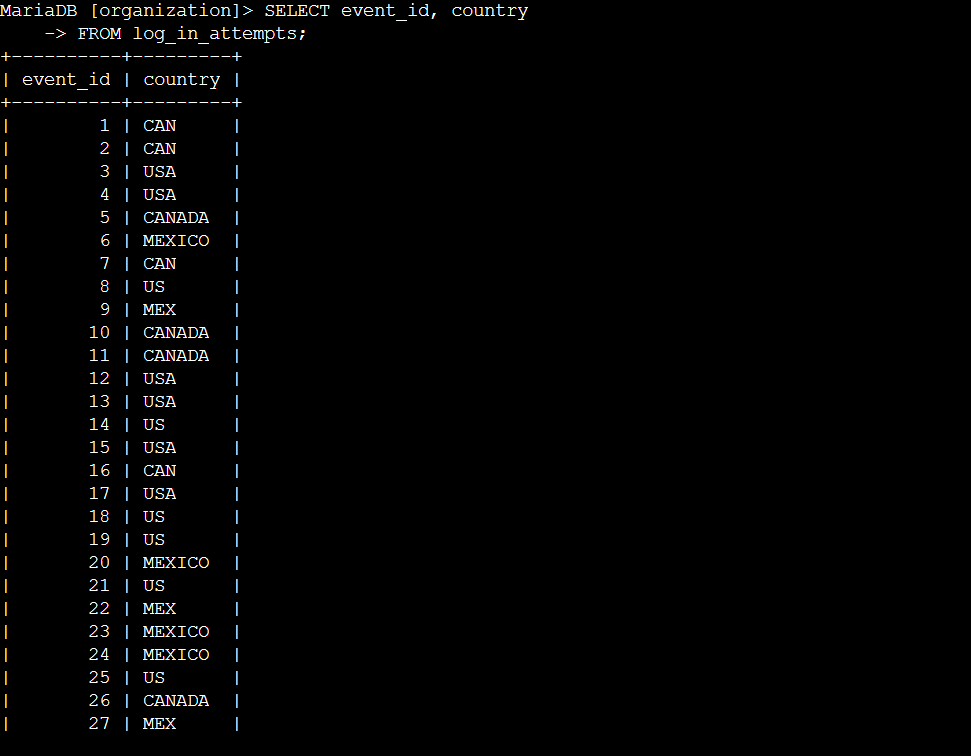 MariaDB [organization]> SELECT event_id, country
    -> FROM log_in_attempts;
+----------+---------+
| event_id | country |
+----------+---------+
|        1 | CAN     |
|        2 | CAN     |
|        3 | USA     |
|        4 | USA     |
|        5 | CANADA  |
|        6 | MEXICO  |
|        7 | CAN     |
|        8 | US      |
|        9 | MEX     |
|       10 | CANADA  |
|       11 | CANADA  |
|       12 | USA     |
|       13 | USA     |
|       14 | US      |
|       15 | USA     |
|       16 | CAN     |
|       17 | USA     |
|       18 | US      |
|       19 | US      |
|       20 | MEXICO  |
|       21 | US      |
|       22 | MEX     |
|       23 | MEXICO  |
|       24 | MEXICO  |
|       25 | US      |
|       26 | CANADA  |
|       27 | MEX     |